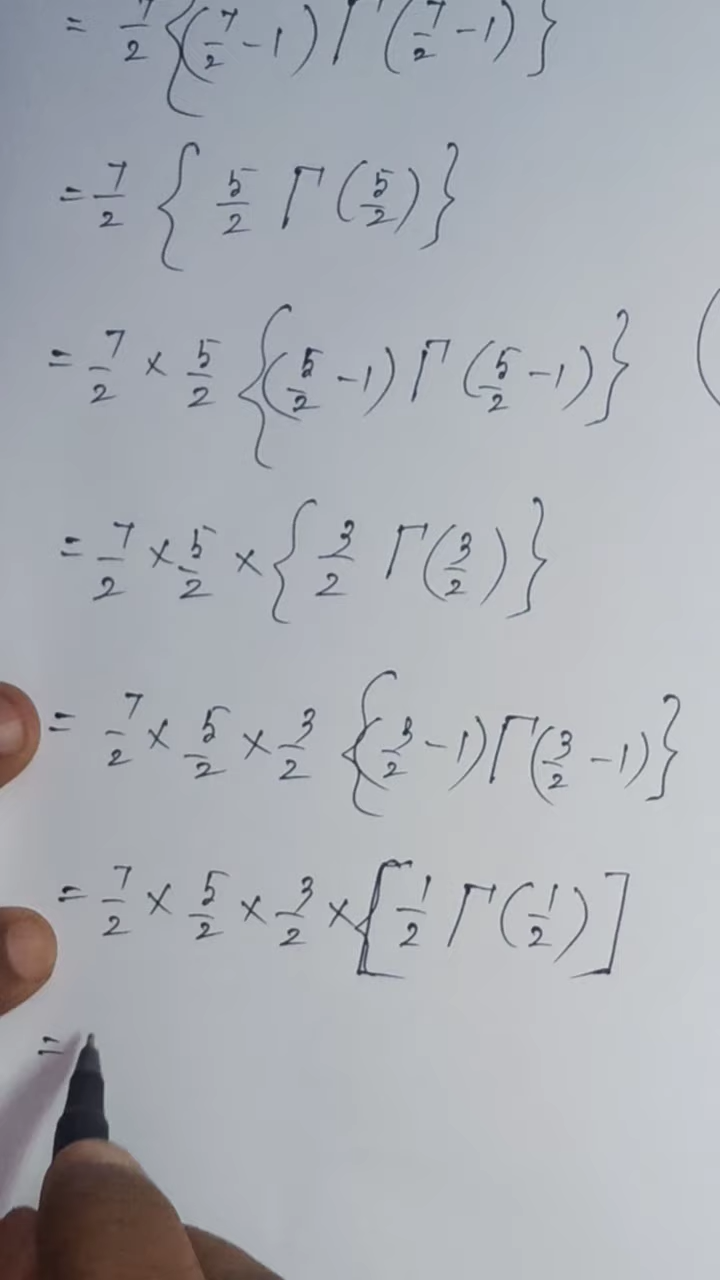 = 7/2 {(7/2 - 1) Γ (7/2 - 1)}
= 7/2 { 5/2 Γ (5/2)}
= 7/2 × 5/2 {(5/2 - 1) Γ (5/2 - 1)} (
= 7/2 × 5/2 × { 3/2 Γ (3/2)}
= 7/2 × 5/2 × 3/2 {(3/2 - 1) Γ (3/2 - 1)}
= 7/2 × 5/2 × 3/2 × [1/2 Γ (1/2)]
=